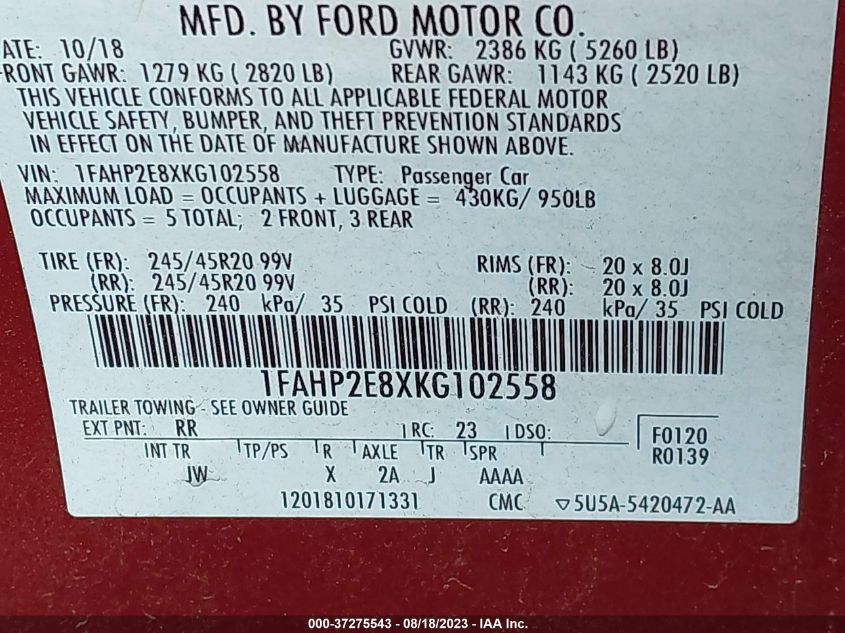 MFD. BY FORD MOTOR CO.
ATE: 10/18 GVWR: 2386 KG ( 5260 LB)
FRONT GAWR: 1279 KG ( 2820 LB) REAR GAWR: 1143 KG ( 2520 LB)
THIS VEHICLE CONFORMS TO ALL APPLICABLE FEDERAL MOTOR
VEHICLE SAFETY, BUMPER, AND THEFT PREVENTION STANDARDS
IN EFFECT ON THE DATE OF MANUFACTURE SHOWN ABOVE.
VIN: 1FAHP2E8XKG102558 TYPE: Passenger Car
MAXIMUM LOAD = OCCUPANTS + LUGGAGE = 430KG/ 950LB
OCCUPANTS = 5 TOTAL; 2 FRONT, 3 REAR
TIRE (FR): 245/45R20 99V RIMS (FR): 20 x 8.0J
(RR): 245/45R20 99V (RR): 20 x 8.0J
PRESSURE (FR): 240 kPa/ 35 PSI COLD (RR): 240 kPa/ 35 PSI COLD
1FAHP2E8XKG102558
TRAILER TOWING - SEE OWNER GUIDE
EXT PNT: RR RC: 23 DSO: F0120
R0139
INT TR TP/PS R AXLE TR SPR
JW X 2A J AAAA
1201810171331 CMC ▽5U5A-5420472-AA
000-37275543 - 08/18/2023 - IAA Inc.